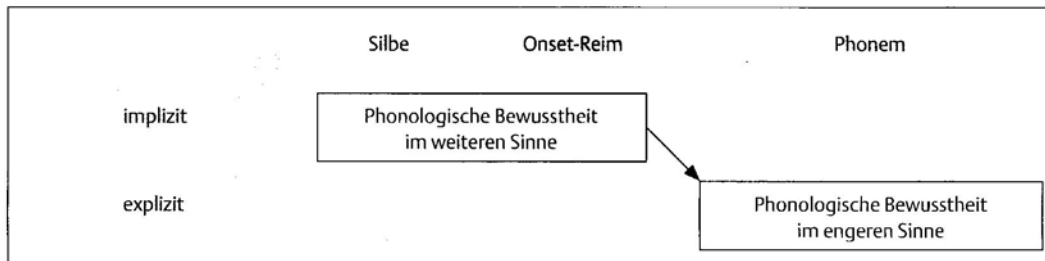 Silbe Onset-Reim Phonem
implizit
Phonologische Bewusstheit
im weiteren Sinne
explizit
Phonologische Bewusstheit
im engeren Sinne